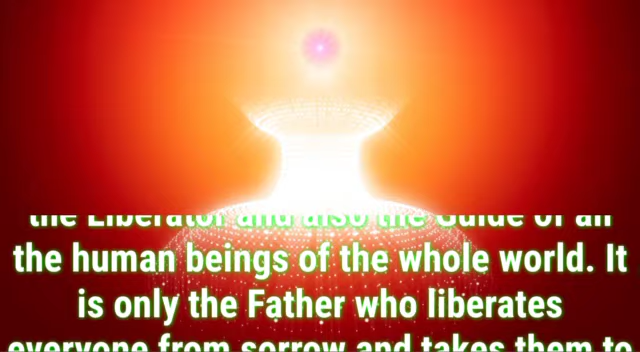 the Liberator and also the Guide of all
the human beings of the whole world. It
is only the Father who liberates
everyone from sorrow and takes them to